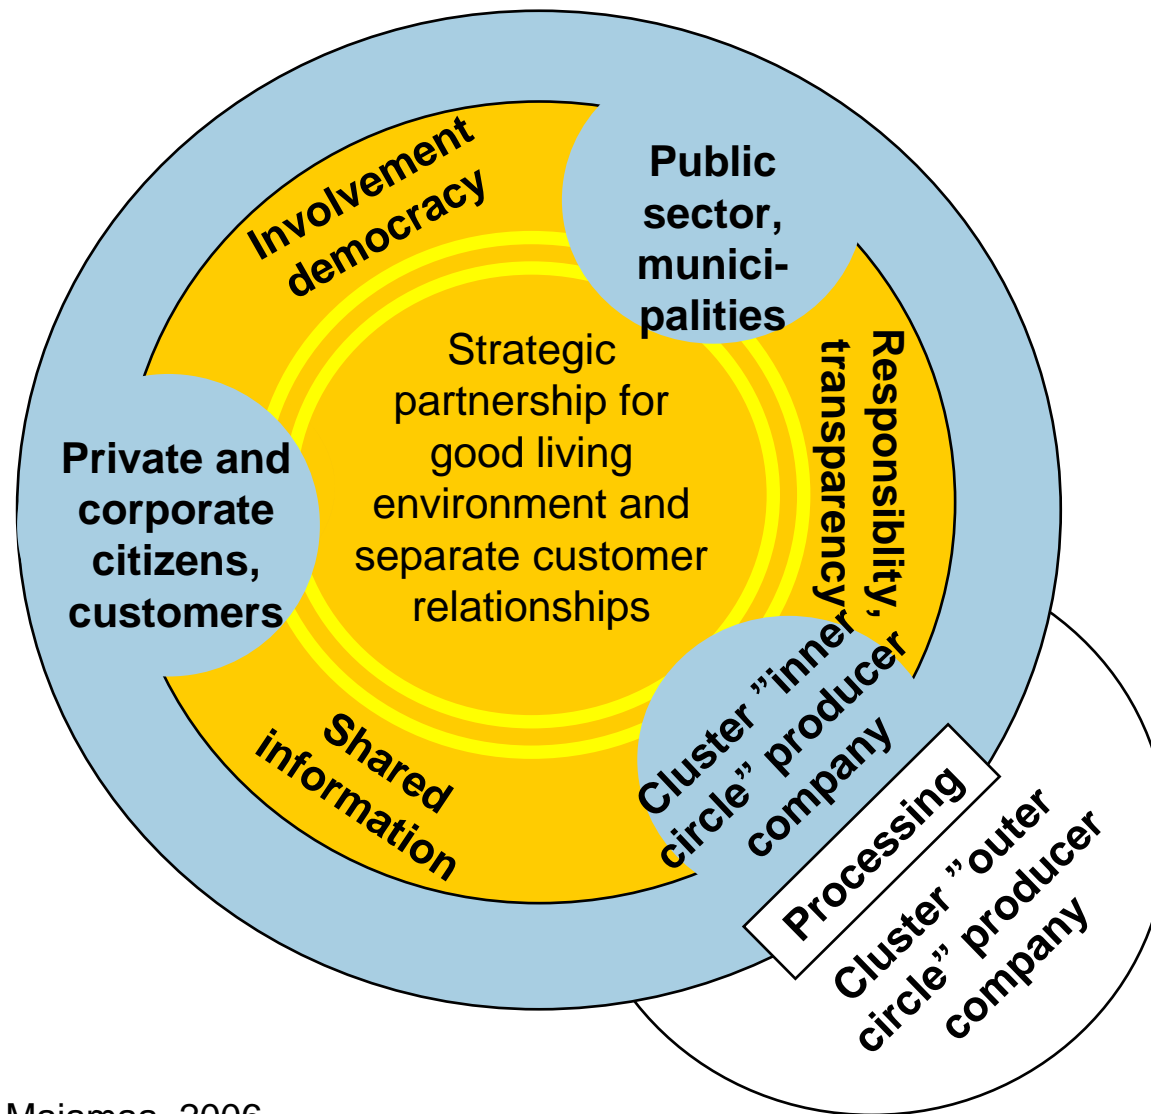 Involvement
democracy
Public
sector,
munici-
palities
Strategic
partnership for
good living
environment and
separate customer
relationships
Responsiblity,
transparency
Private and
corporate
citizens,
customers
Shared
information
Cluster ”inner
circle” producer
company
Processing
Cluster ”outer
circle” producer
company
2006